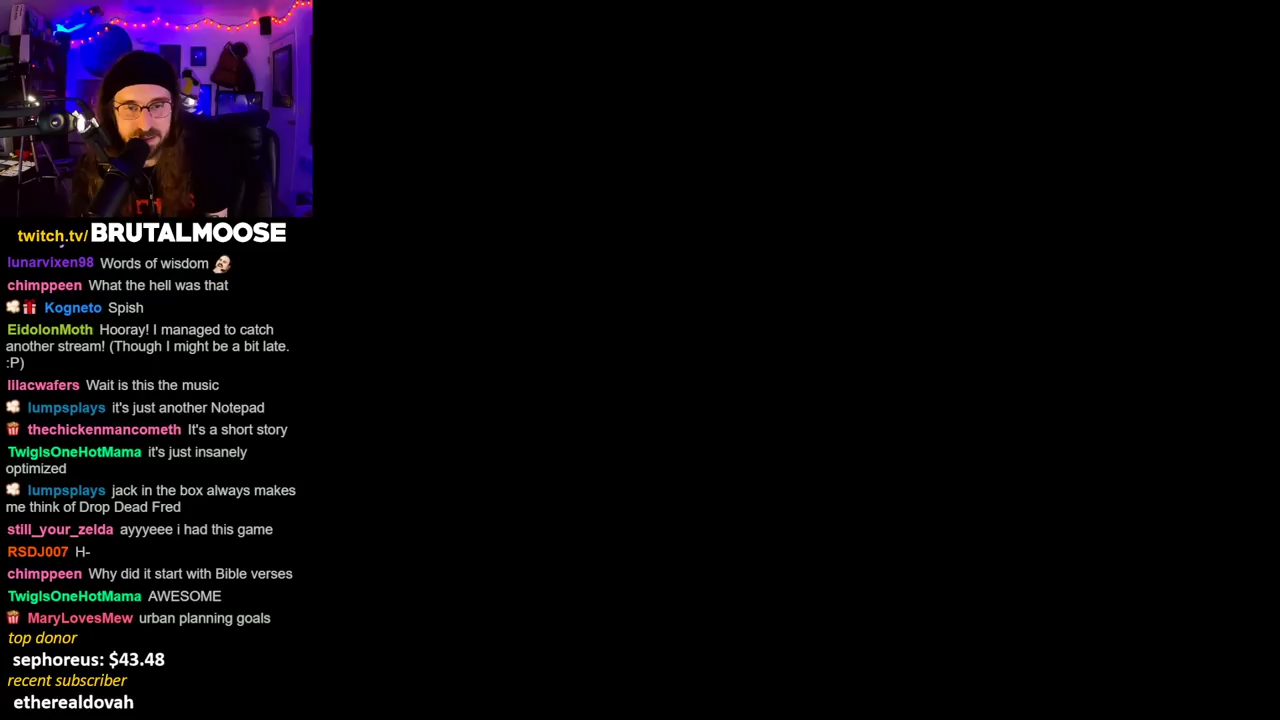 twitch.tv/BRUTALMOOSE
lunarvixen98 Words of wisdom
chimppeen What the hell was that
Kogneto Spish
EidolonMoth Hooray! I managed to catch
another stream! (Though I might be a bit late.
:P)
lilacwafers Wait is this the music
lumpsplays it's just another Notepad
thechickenmancometh It's a short story
TwigIsOneHotMama it's just insanely
optimized
lumpsplays jack in the box always makes
me think of Drop Dead Fred
still_your_zelda ayyyeee i had this game
RSDJ007 H-
chimppeen Why did it start with Bible verses
TwigIsOneHotMama AWESOME
MaryLovesMew urban planning goals
top donor
sephoreus: $43.48
recent subscriber
etherealdovah